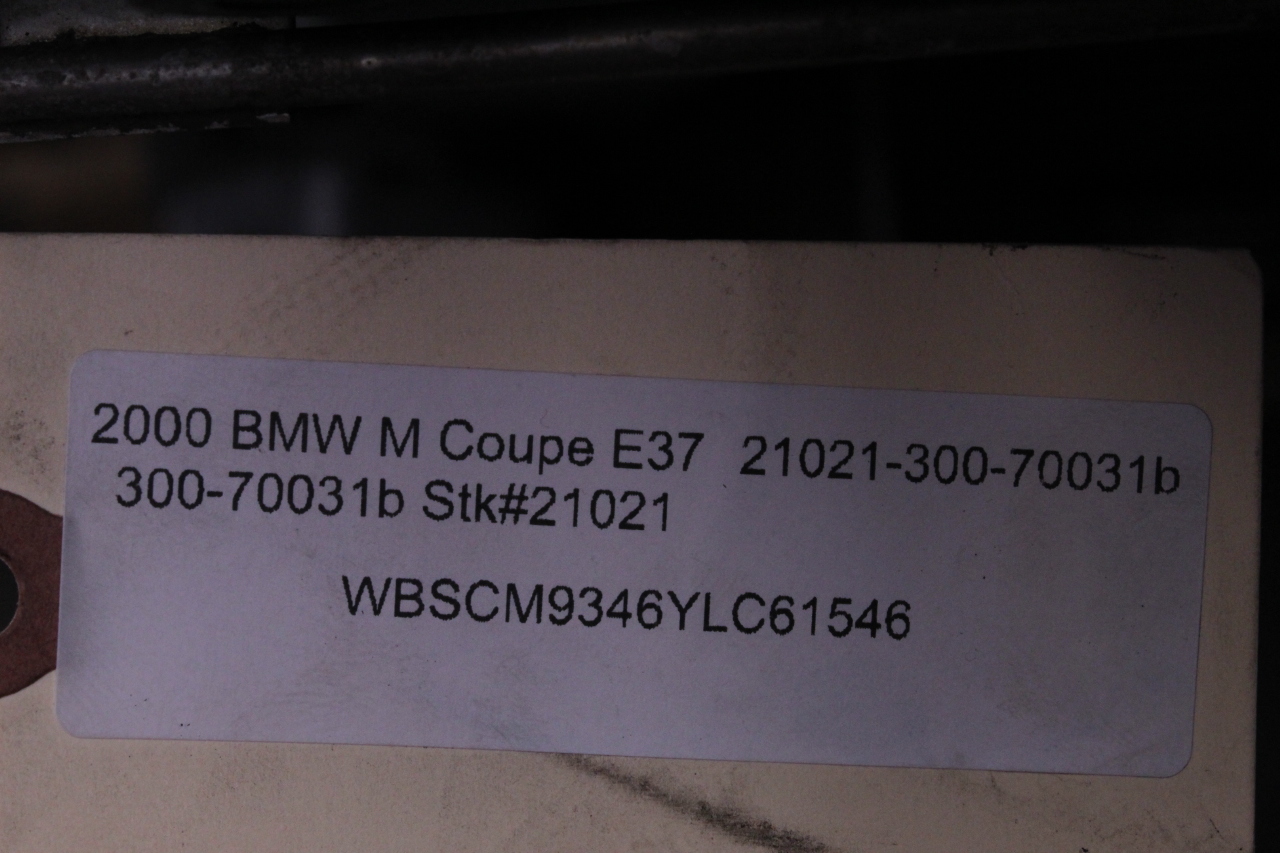 2000 BMW M Coupe E37 21021-300-70031b
300-70031b Stk#21021
WBSCM9346YLC61546